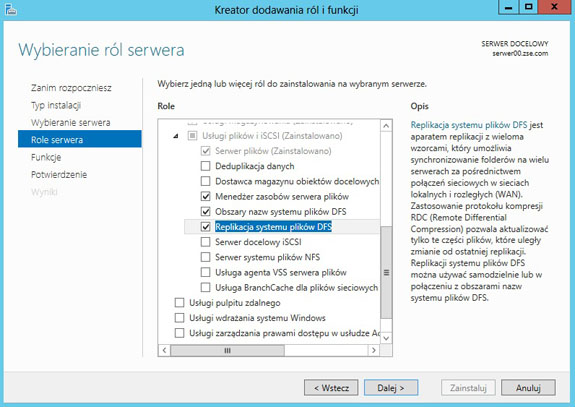 Kreator dodawania ról i funkcji
Wybieranie ról serwera
SERWER DOCELOWY
serwer00.zse.com
Zanim rozpoczniesz
Typ instalacji
Wybieranie serwera
Role serwera
Funkcje
Potwierdzenie
Wyniki
Wybierz jedną lub więcej ról do zainstalowania na wybranym serwerze.
Role
Usługi plików i iSCSI (Zainstalowano)
Serwer plików (Zainstalowano)
Deduplikacja danych
Dostawca magazynu obiektów docelowych
Menedżer zasobów serwera plików
Obszary nazw systemu plików DFS
Replikacja systemu plików DFS
Serwer docelowy iSCSI
Serwer systemu plików NFS
Usługa agenta VSS serwera plików
Usługa BranchCache dla plików sieciowych
Usługi pulpitu zdalnego
Usługi wdrażania systemu Windows
Usługi zarządzania prawami dostępu w usłudze Ac
Opis
Replikacja systemu plików DFS jest
aparatem replikacji z wieloma
wzorcami, który umożliwia
synchronizowanie folderów na wielu
serwerach za pośrednictwem
połączeń sieciowych w sieciach
lokalnych i rozległych (WAN).
Zastosowanie protokołu kompresji
RDC (Remote Differential
Compression) pozwala aktualizować
tylko te części plików, które uległy
zmianie od ostatniej replikacji.
Replikacji systemu plików DFS
można używać samodzielnie lub w
połączeniu z obszarami nazw
systemu plików DFS.
< Wstecz
Dalej >
Zainstaluj
Anuluj